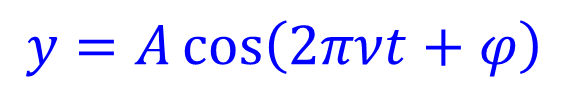 y = A cos(2πνt + φ)